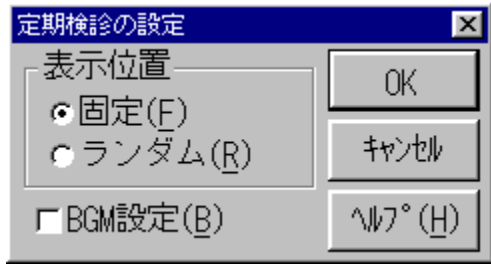 定期検診の設定
表示位置
固定(F)
ランダム(R)
BGM設定(B)
OK
ｷｬﾝｾﾙ
ﾍﾙﾌﾟ(H)